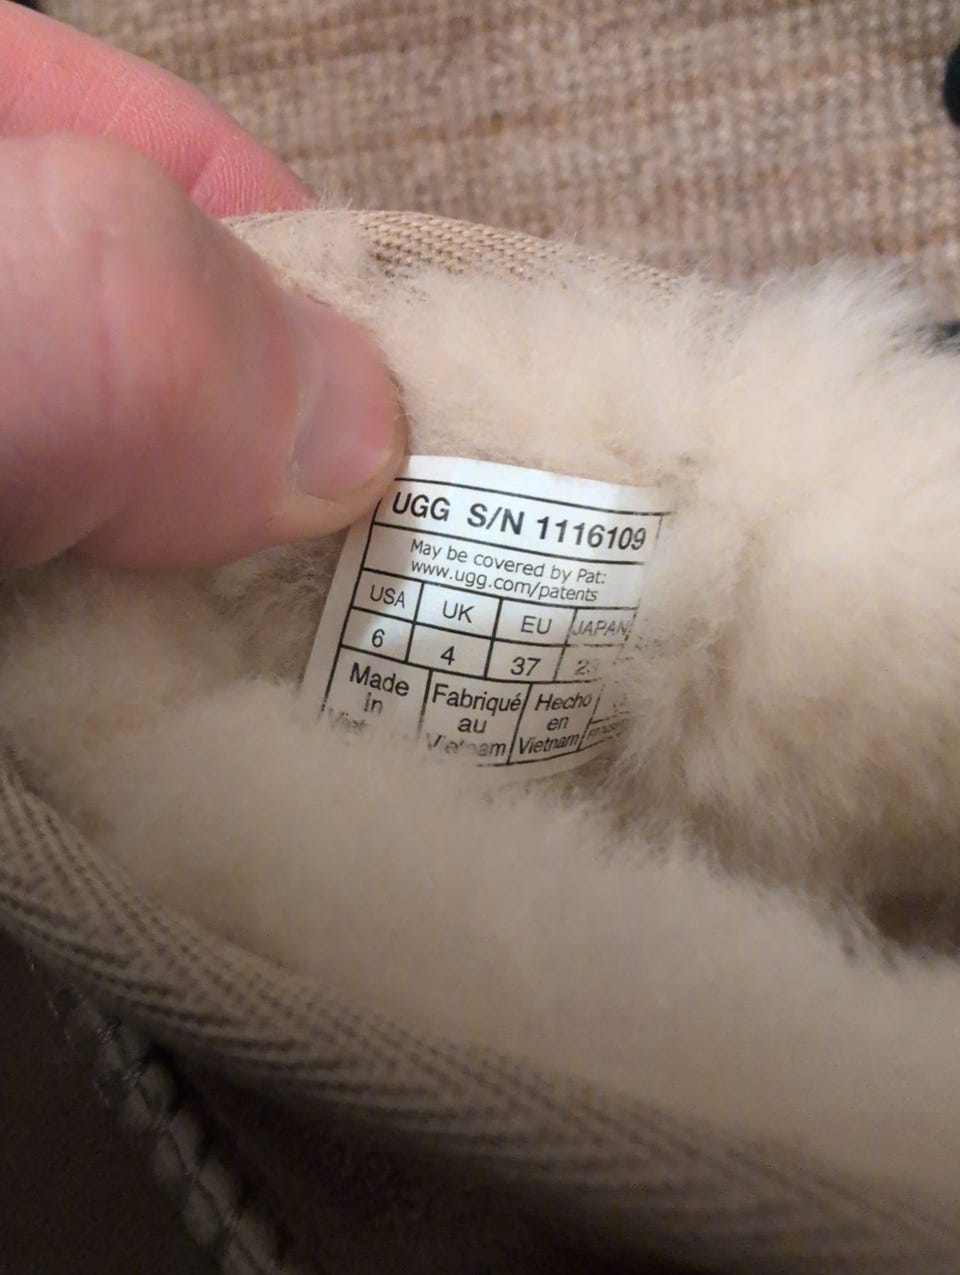 UGG S/N 1116109
May be covered by Pat:
www.ugg.com/patents
USA UK EU JAPAN
6 4 37
Made Fabriqué Hecho
in au en
Vietnam Vietnam